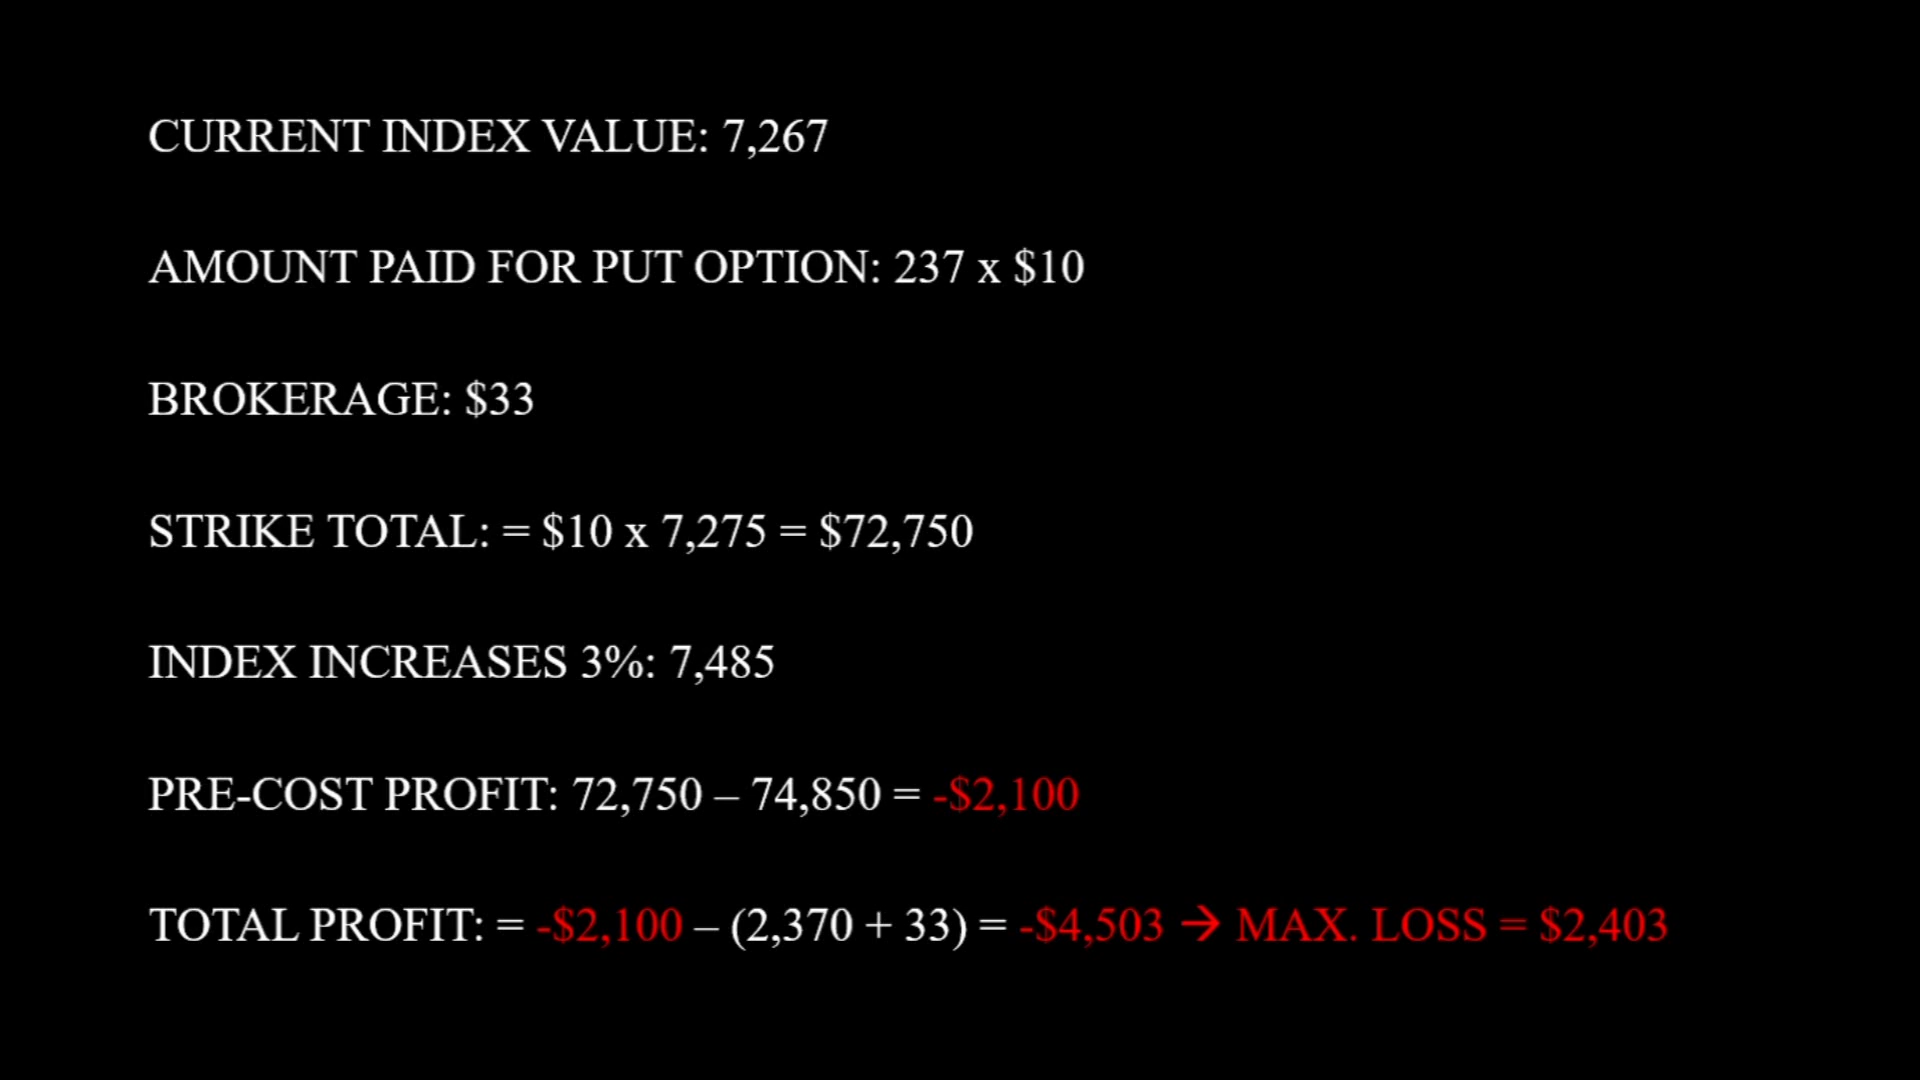 CURRENT INDEX VALUE: 7,267
AMOUNT PAID FOR PUT OPTION: 237 x $10
BROKERAGE: $33
STRIKE TOTAL: = $10 x 7,275 = $72,750
INDEX INCREASES 3%: 7,485
PRE-COST PROFIT: 72,750 – 74,850 = -$2,100
TOTAL PROFIT: = -$2,100 – (2,370 + 33) = -$4,503 → MAX. LOSS = $2,403